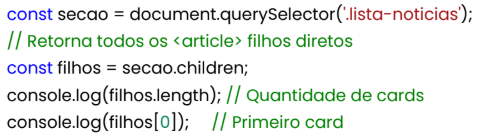 const secao = document.querySelector('.lista-noticias');
// Retorna todos os <article> filhos diretos
const filhos = secao.children;
console.log(filhos.length); // Quantidade de cards
console.log(filhos[0]); // Primeiro card